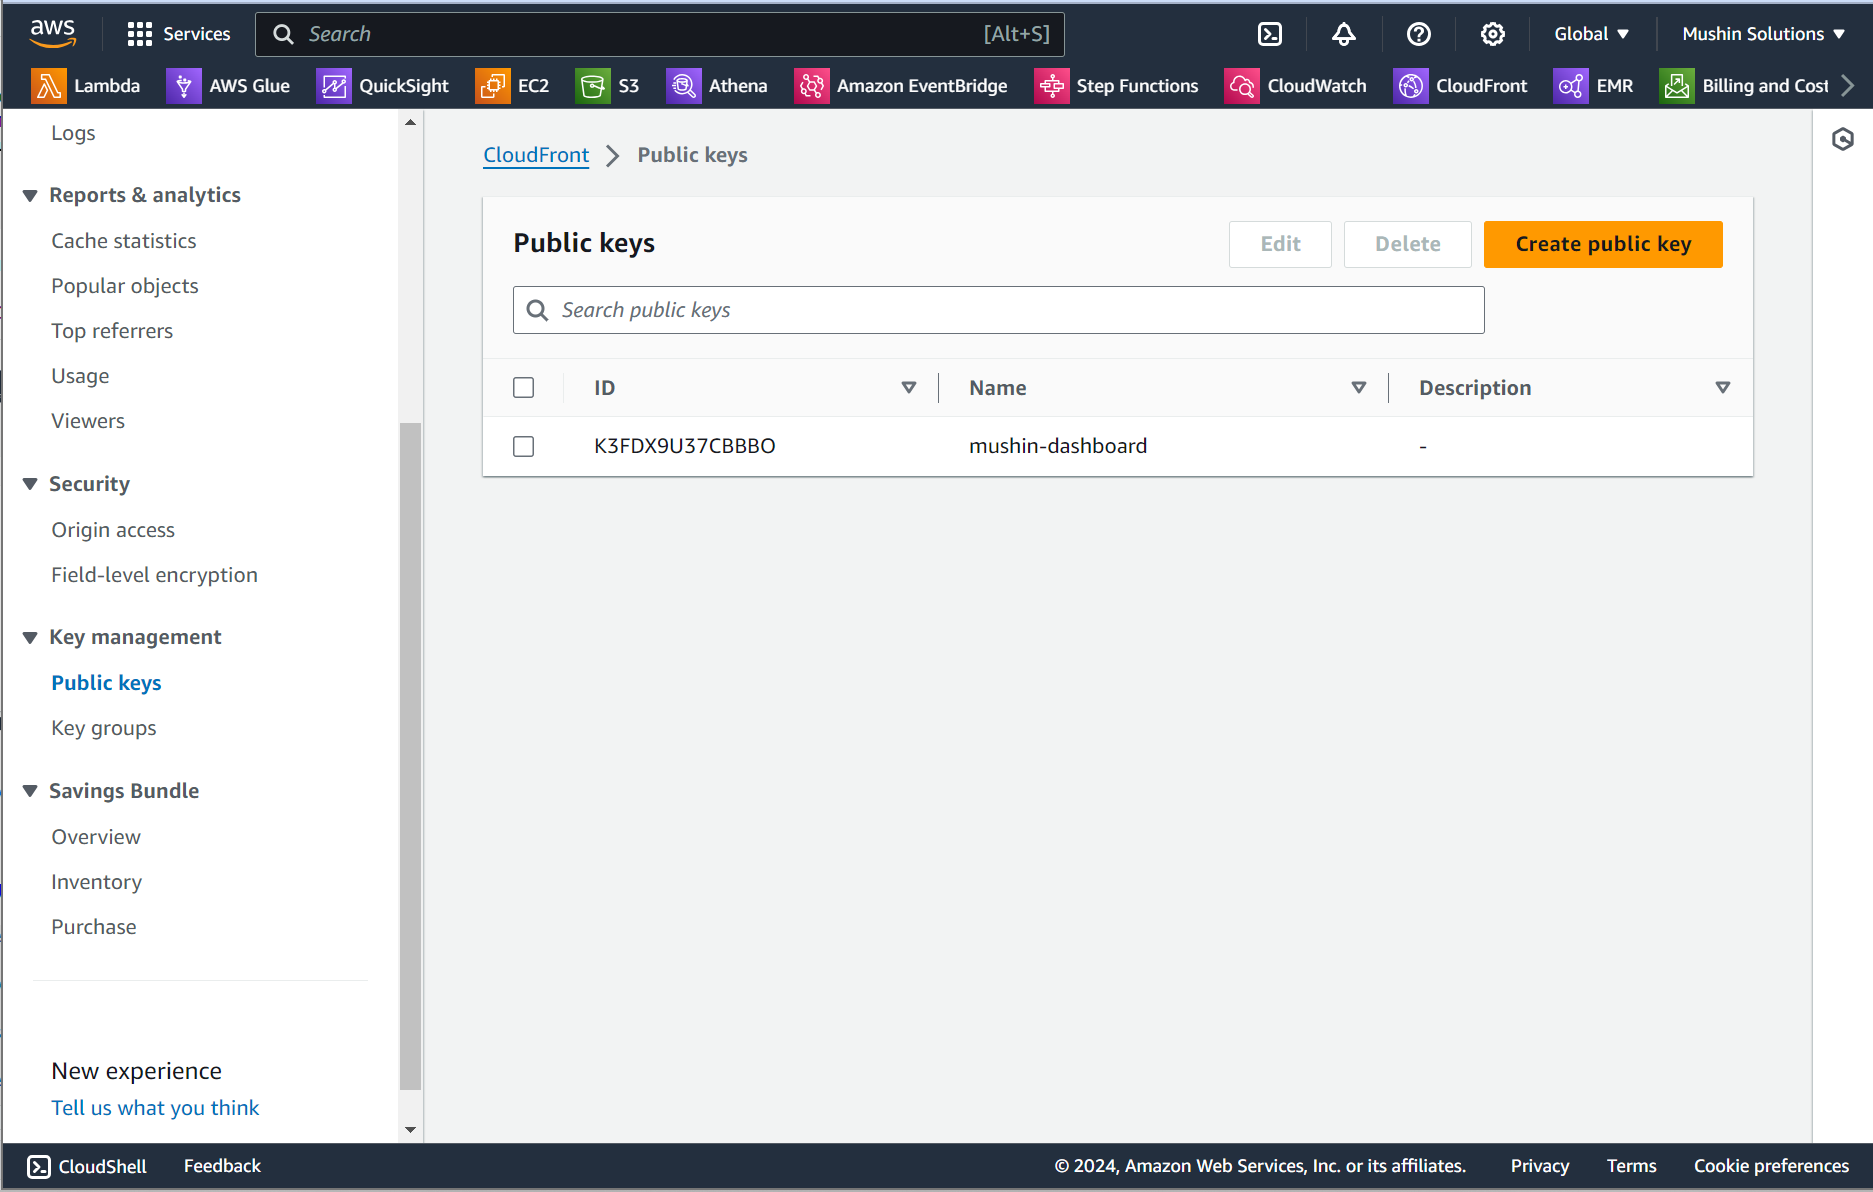 aws
Services
Search
[Alt+S]
Global
Mushin Solutions
Lambda
AWS Glue
QuickSight
EC2
S3
Athena
Amazon EventBridge
Step Functions
CloudWatch
CloudFront
EMR
Billing and Cost
Logs
Reports & analytics
Cache statistics
Popular objects
Top referrers
Usage
Viewers
Security
Origin access
Field-level encryption
Key management
Public keys
Key groups
Savings Bundle
Overview
Inventory
Purchase
New experience
Tell us what you think
CloudFront
Public keys
Public keys
Edit
Delete
Create public key
Search public keys
ID
Name
Description
K3FDX9U37CBBBO
mushin-dashboard
-
CloudShell
Feedback
© 2024, Amazon Web Services, Inc. or its affiliates.
Privacy
Terms
Cookie preferences